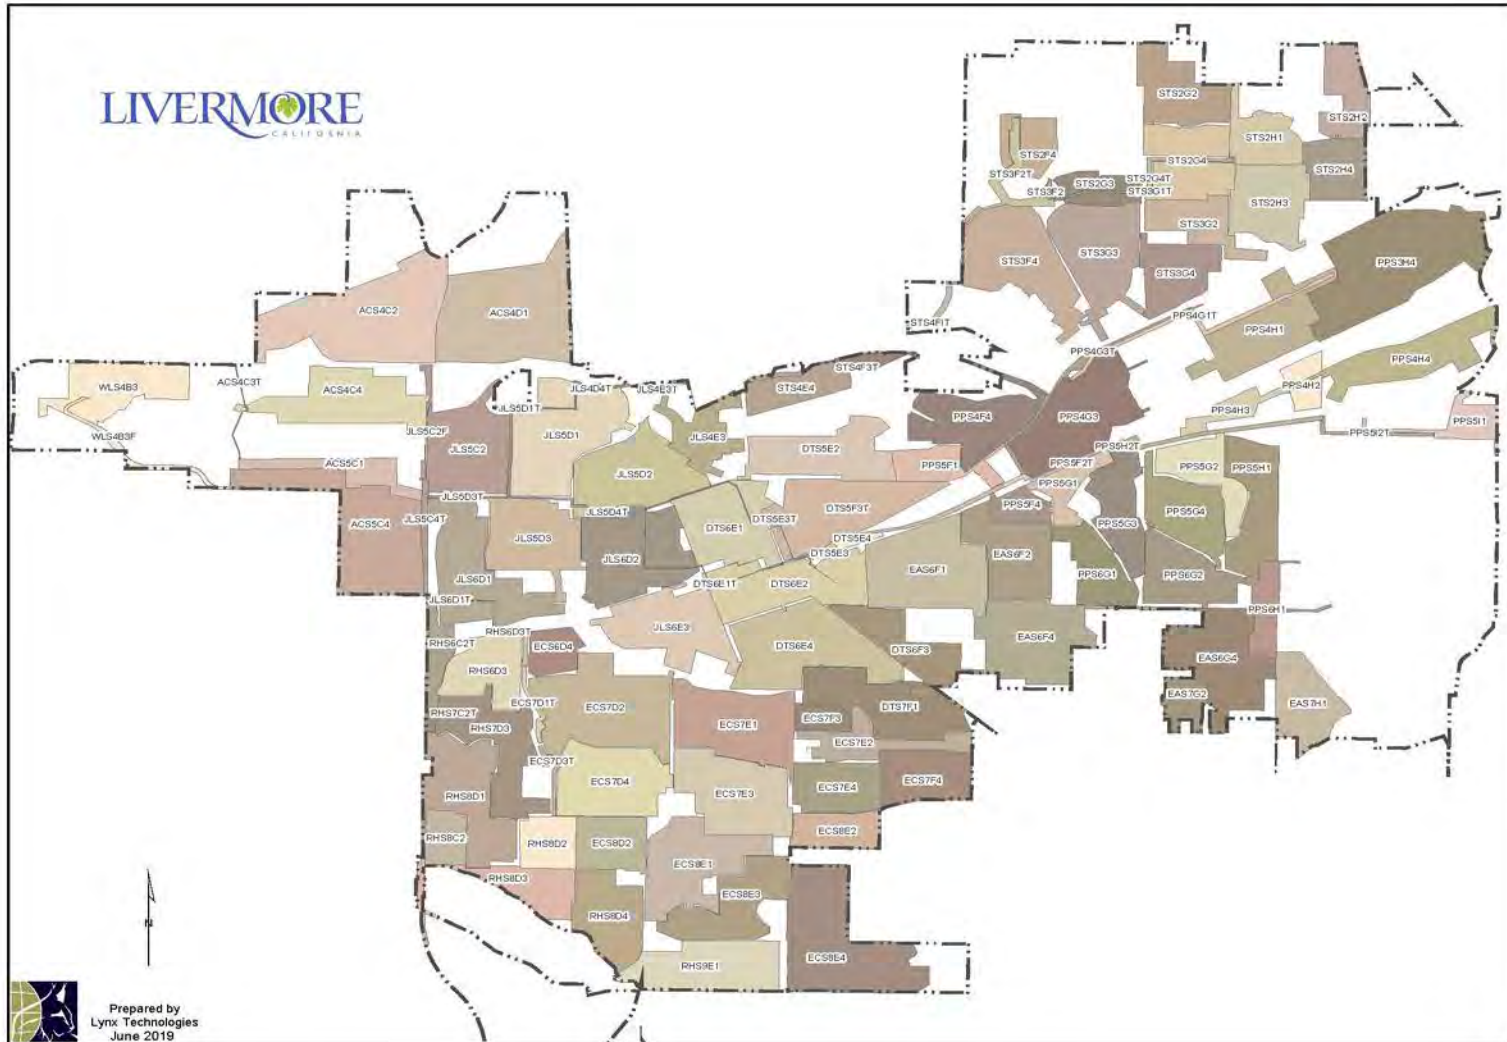 LIVERMORE
CALIFORNIA
STS2G2
STS2H2
STS2H1
STS2F4
STS2G4
STS2H4
STS3F2T
STS2G3
STS2G4T
STS3F2
STS3G1T
STS2H3
STS3G2
STS3G3
STS3F4
STS3G4
PPS3H4
ACS4C2
ACS4D1
PPS4G1T
STS4FIT
PPS4H1
PPS4G3T
PPS4H4
STS4F3T
ACS4C3T
WLS4B3
ACS4C4
JLS4D4T
JLS4E3T
STS4E4
PPS4H2
JLS5D1T
PPS4H3
PPS4F4
PPS4G3
PPS5I1
JLS5C2F
WLS4B3F
JLS5D1
JLS4E3
PPS5I2T
JLS5C2
DTS5E2
PPS5H2T
ACS5C1
PPS5F1
PPS5F2T
PPS5G2
PPS5H1
JLS5D2
PPS5G1
JLS5D3T
PPS5F4
JLS5D4T
DTS5F3T
PPS5G4
ACS5C4
JLS5C4T
DTS5E3T
PPS5G3
DTS6E1
JLS5D3
DTS5E4
DTS5E3
EAS6F2
JLS6D2
EAS6F1
PPS6G1
PPS6G2
JLS6D1
DTS6E1T
DTS6E2
JLS6D1T
PPS6H1
JLS6E3
RHS6D3T
EAS6F4
RHS6C2T
ECS6D4
DTS6E4
DTS6F3
EAS6G4
RHS6D3
EAS7G2
ECS7D1T
ECS7D2
EAS7H1
DTS7F1
RHS7C2T
RHS7D3
ECS7E1
ECS7F3
ECS7E2
ECS7D3T
ECS7D4
ECS7F4
ECS7E4
ECS7E3
RHS8D1
ECS8E2
RHS8C2
RHS8D2
ECS8D2
ECS8E1
RHS8D3
ECS8E3
RHS8D4
ECS8E4
RHS9E1
N
Prepared by
Lynx Technologies
June 2019